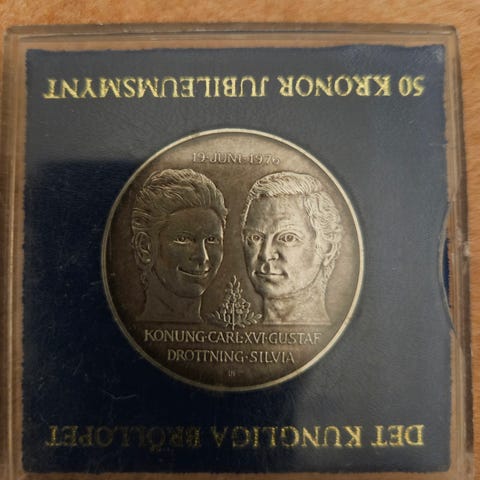 50 KRONOR JUBILEUMSMYNT
19·JUNI·1976
KONUNG·CARL·XVI·GUSTAF
DROTTNING·SILVIA
DET KUNGLIGA BRÖLLOPET